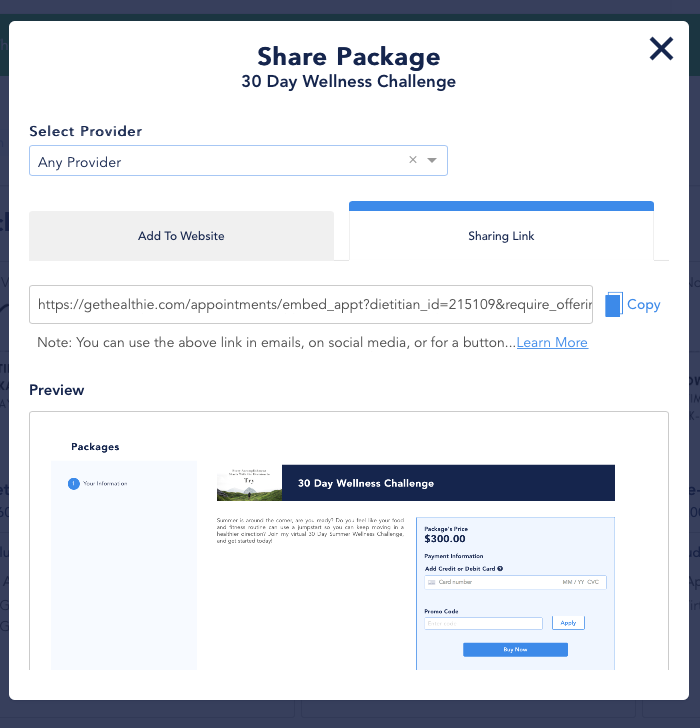 Share Package
30 Day Wellness Challenge
Select Provider
Any Provider
Add To Website
Sharing Link
https://gethealthie.com/appointments/embed_appt?dietitian_id=215109&require_offerin
Copy
Note: You can use the above link in emails, on social media, or for a button...Learn More
Preview
Packages
1 Your Information
Try
30 Day Wellness Challenge
Summer is around the corner, are you ready? Do you feel like your food
and fitness routine can use a jumpstart so you can keep moving in a
healthier direction? Join my virtual 30 Day Summer Wellness Challenge,
and get started today!
Package's Price
$300.00
Payment Information
Add Credit or Debit Card
Card number
MM / YY CVC
Promo Code
Enter code
Apply
Buy Now